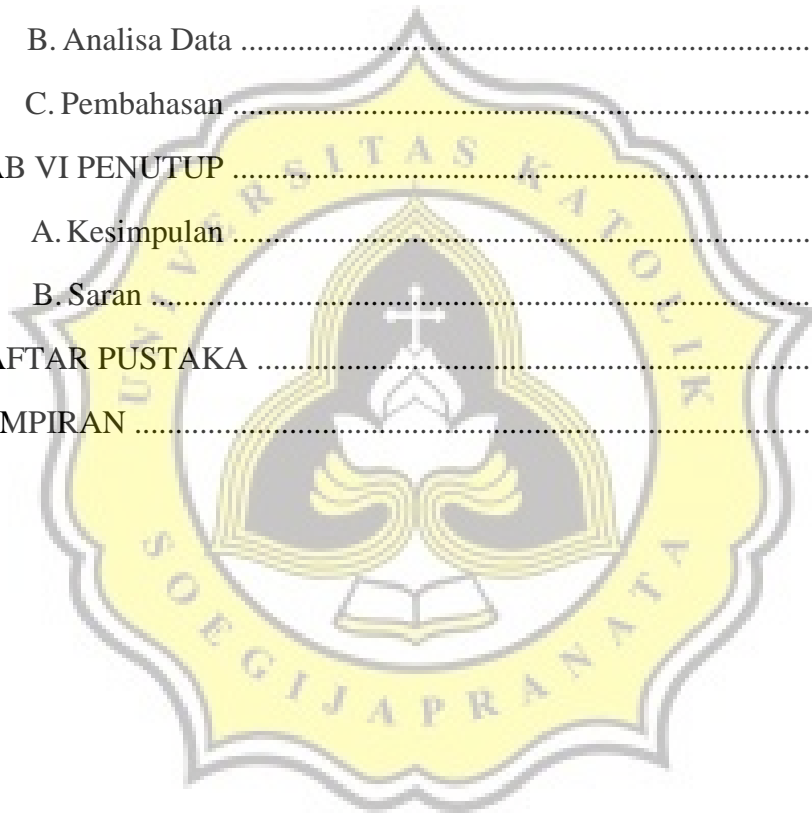 B. Analisa Data ........................................................................
C. Pembahasan .........................................................................
AB VI PENUTUP .........................................................................
A. Kesimpulan .........................................................................
B. Saran ..................................................................................
AFTAR PUSTAKA ......................................................................
MPIRAN .....................................................................................
UNIVERSITAS KATOLIK
SOEGIJAPRANATA